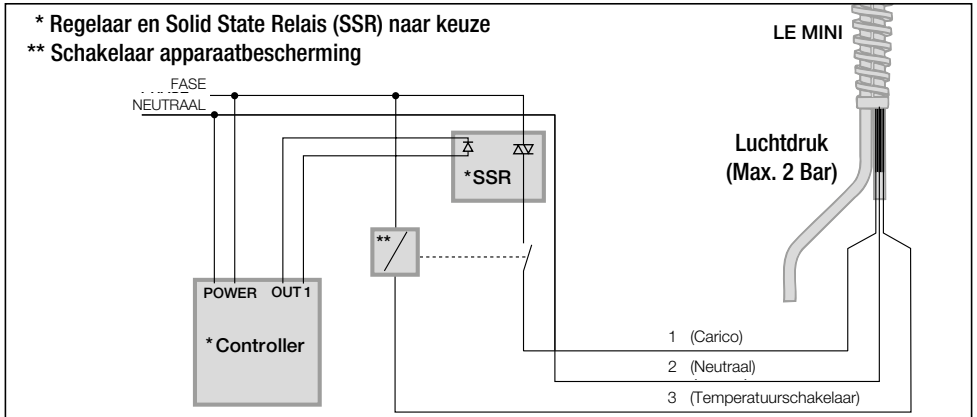 * Regelaar en Solid State Relais (SSR) naar keuze
** Schakelaar apparaatbescherming
LE MINI
FASE
NEUTRAAL
Luchtdruk
(Max. 2 Bar)
*SSR
**
POWER OUT 1
*Controller
1 (Carico)
2 (Neutraal)
3 (Temperatuurschakelaar)